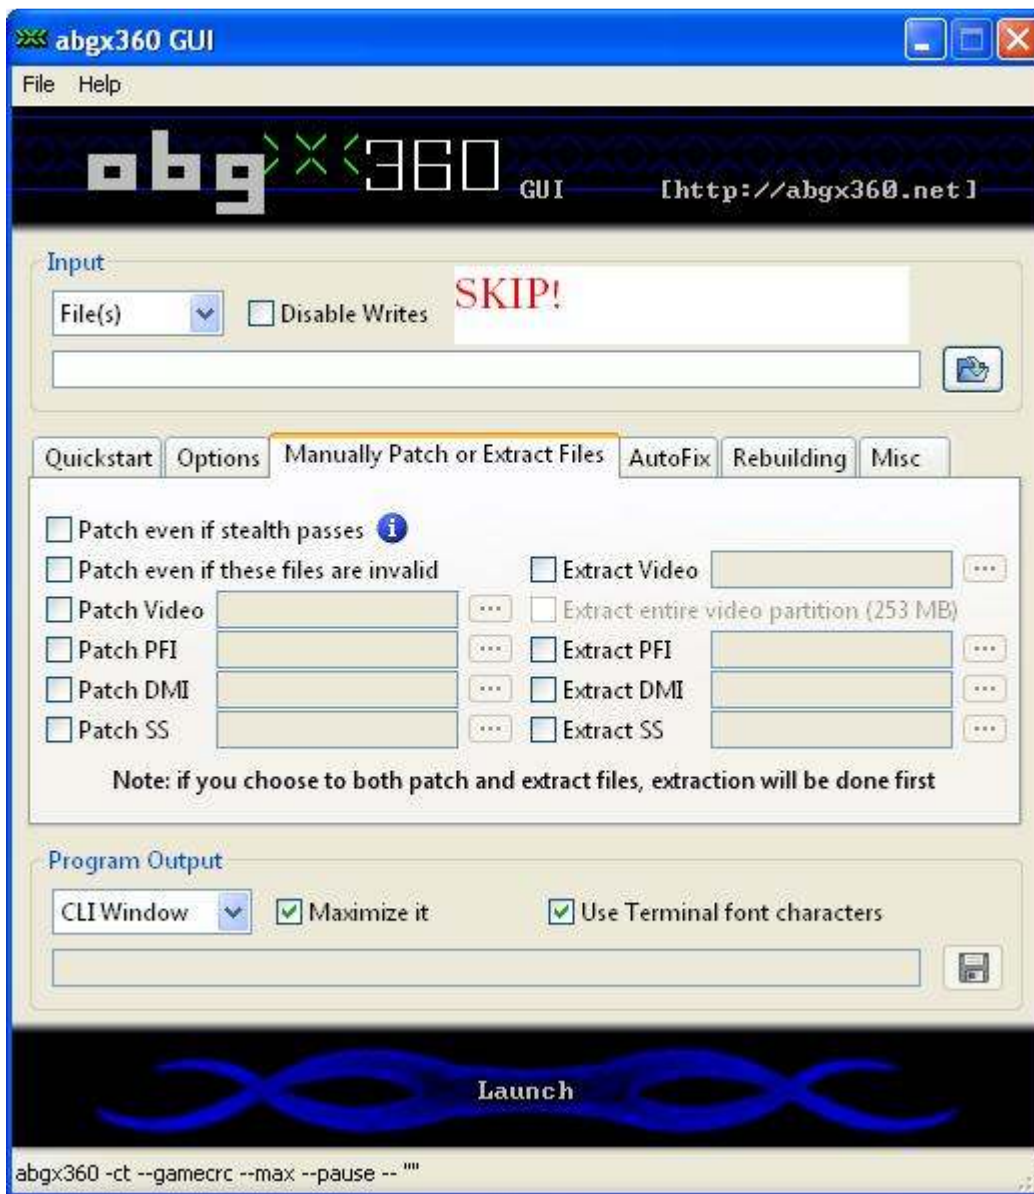 abgx360 GUI
File Help
abgx360 GUI [http://abgx360.net]
Input
File(s) Disable Writes SKIP!
Quickstart Options Manually Patch or Extract Files AutoFix Rebuilding Misc
Patch even if stealth passes i
Patch even if these files are invalid Extract Video ...
Patch Video ... Extract entire video partition (253 MB)
Patch PFI ... Extract PFI ...
Patch DMI ... Extract DMI ...
Patch SS ... Extract SS ...
Note: if you choose to both patch and extract files, extraction will be done first
Program Output
CLI Window Maximize it Use Terminal font characters
Launch
abgx360 -ct --gamecrc --max --pause -- ""